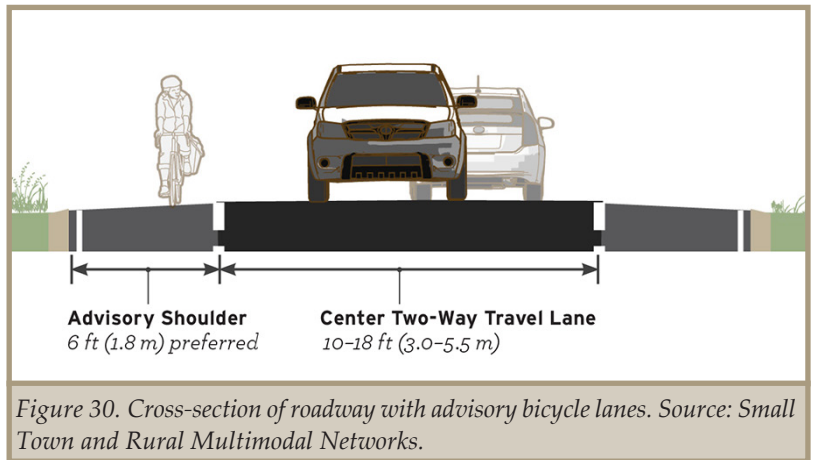 Advisory Shoulder
6 ft (1.8 m) preferred
Center Two-Way Travel Lane
10–18 ft (3.0–5.5 m)
Figure 30. Cross-section of roadway with advisory bicycle lanes. Source: Small
Town and Rural Multimodal Networks.